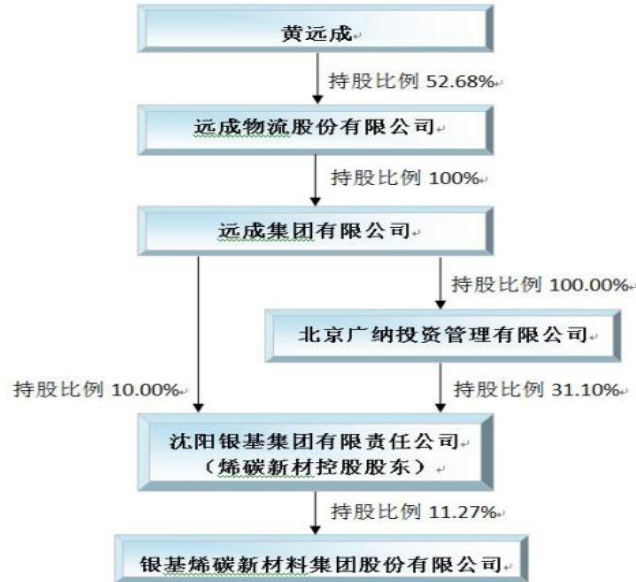 黄远成
持股比例 52.68%
远成物流股份有限公司
持股比例 100%
远成集团有限公司
持股比例 100.00%
北京广纳投资管理有限公司
持股比例 10.00%
持股比例 31.10%
沈阳银基集团有限责任公司
（烯碳新材控股股东）
持股比例 11.27%
银基烯碳新材料集团股份有限公司